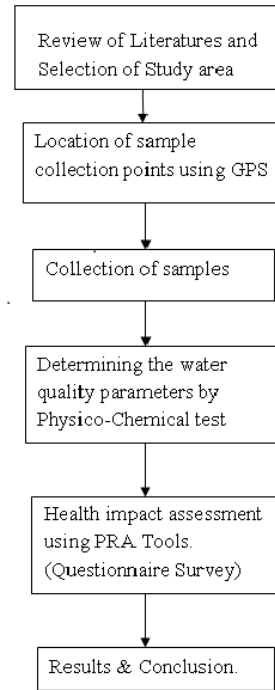 Review of Literatures and
Selection of Study area
Location of sample
collection points using GPS
Collection of samples
Determining the water
quality parameters by
Physico-Chemical test
Health impact assessment
using PRA Tools.
(Questionnaire Survey)
Results & Conclusion.